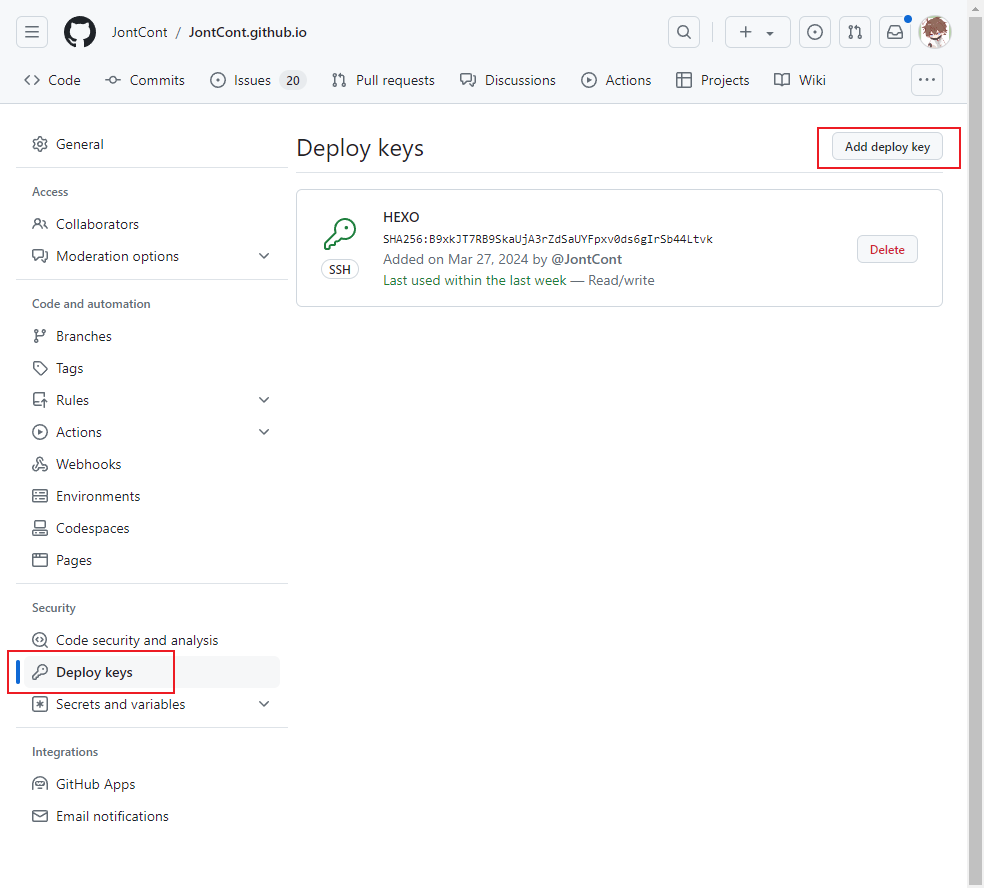 JontCont / JontCont.github.io
Code Commits Issues 20 Pull requests Discussions Actions Projects Wiki
General
Access
Collaborators
Moderation options
Code and automation
Branches
Tags
Rules
Actions
Webhooks
Environments
Codespaces
Pages
Security
Code security and analysis
Deploy keys
Secrets and variables
Integrations
GitHub Apps
Email notifications
Deploy keys
Add deploy key
SSH
HEXO
SHA256:B9xkJT7RB9SkaUjA3rZdSaUYFpxv0ds6gIrSb44Ltvk
Added on Mar 27, 2024 by @JontCont
Last used within the last week — Read/write
Delete